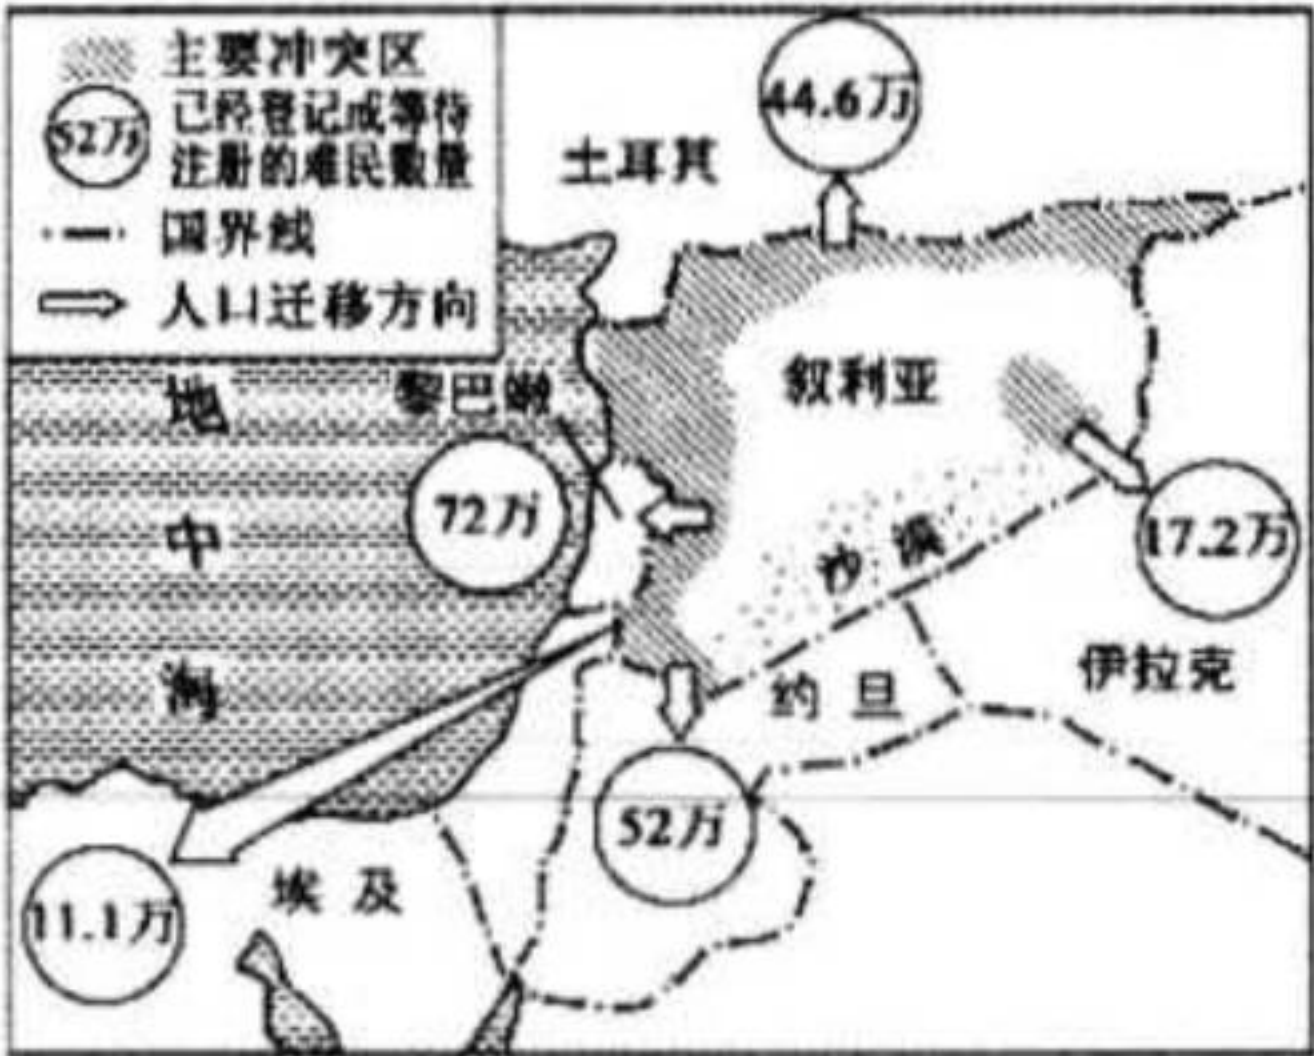 主要冲突区
52万
已经登记或等待
注册的难民数量
国界线
人口迁移方向
44.6万
土耳其
地中海
黎巴嫩
叙利亚
72万
沙漠
17.2万
约旦
伊拉克
52万
埃及
11.1万